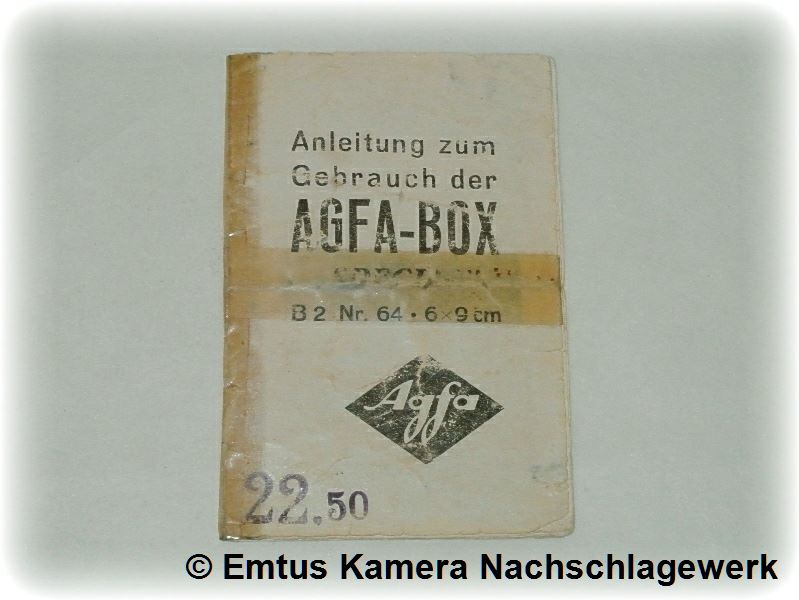 Anleitung zum
Gebrauch der
AGFA-BOX
B 2 Nr. 64 · 6×9 cm
Agfa
22.50
© Emtus Kamera Nachschlagewerk